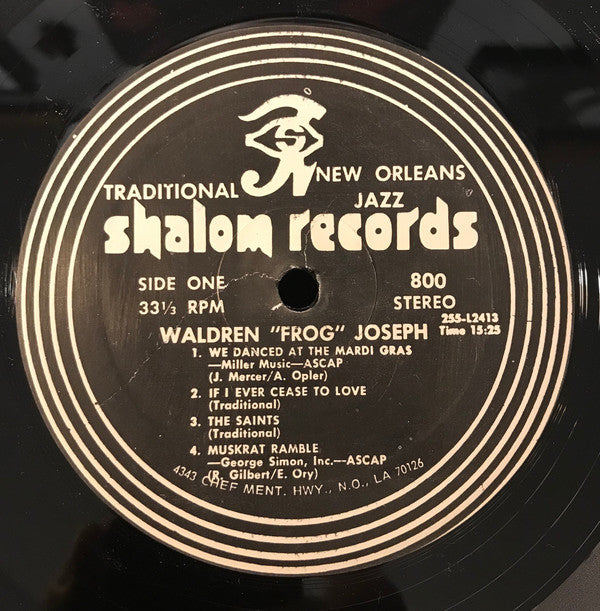 TRADITIONAL NEW ORLEANS
JAZZ
shalom records
SIDE ONE 800
33⅓ RPM STEREO
255-L2413
WALDREN "FROG" JOSEPH Time 15:25
1. WE DANCED AT THE MARDI GRAS
—Miller Music—ASCAP
(J. Mercer/A. Opler)
2. IF I EVER CEASE TO LOVE
(Traditional)
3. THE SAINTS
(Traditional)
4. MUSKRAT RAMBLE
—George Simon, Inc.—ASCAP
(R. Gilbert/E. Ory)
4343 CHEF MENT. HWY., N.O., LA 70126